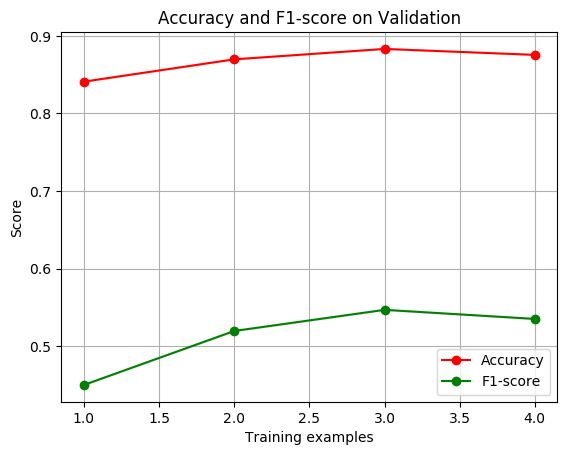 Accuracy and F1-score on Validation
0.9
0.8
0.7
0.6
0.5
Score
1.0 1.5 2.0 2.5 3.0 3.5 4.0
Training examples
Accuracy
F1-score